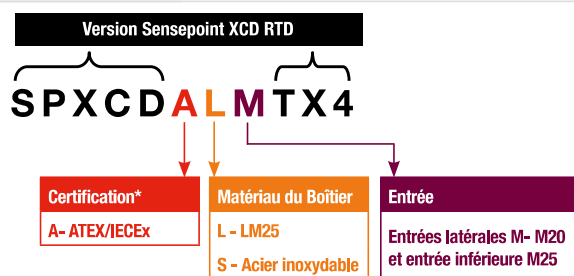 Version Sensepoint XCD RTD
SPXCDALMTX4
Certification*
A- ATEX/IECEx
Matériau du Boîtier
L - LM25
S - Acier inoxydable
Entrée
Entrées latérales M- M20
et entrée inférieure M25